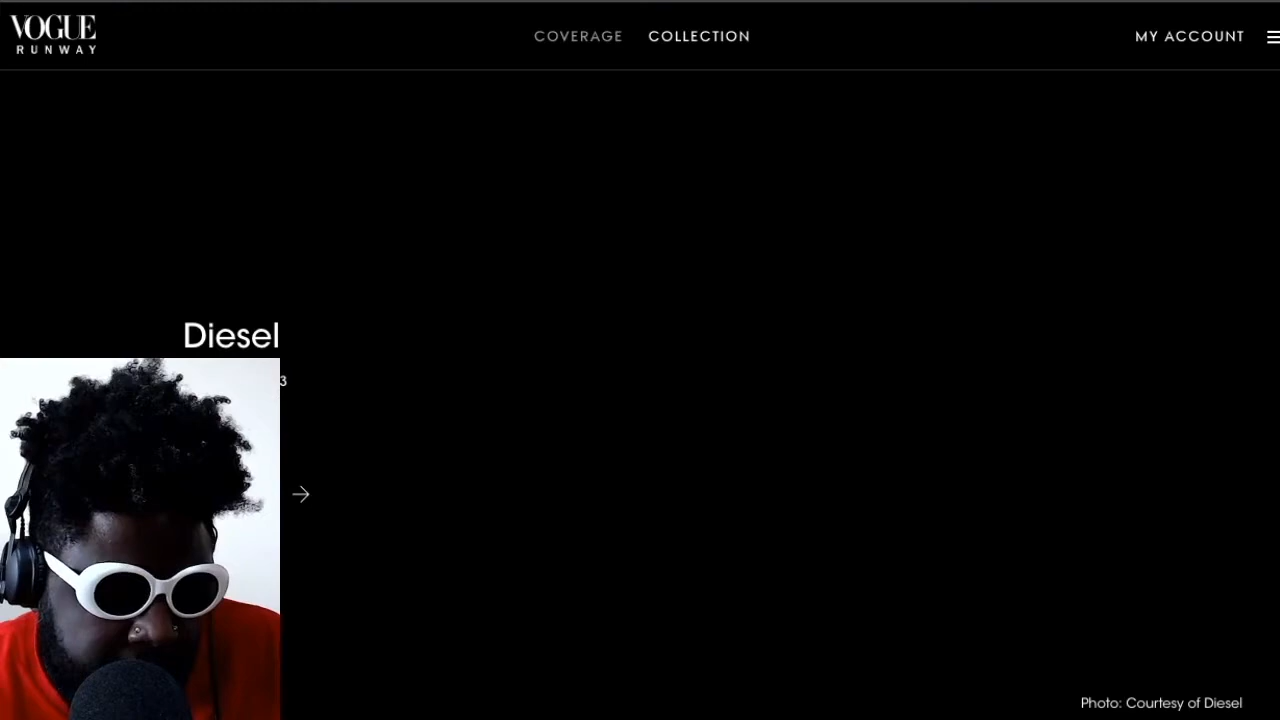 VOGUE
RUNWAY
COVERAGE COLLECTION
MY ACCOUNT
Diesel
3
Photo: Courtesy of Diesel